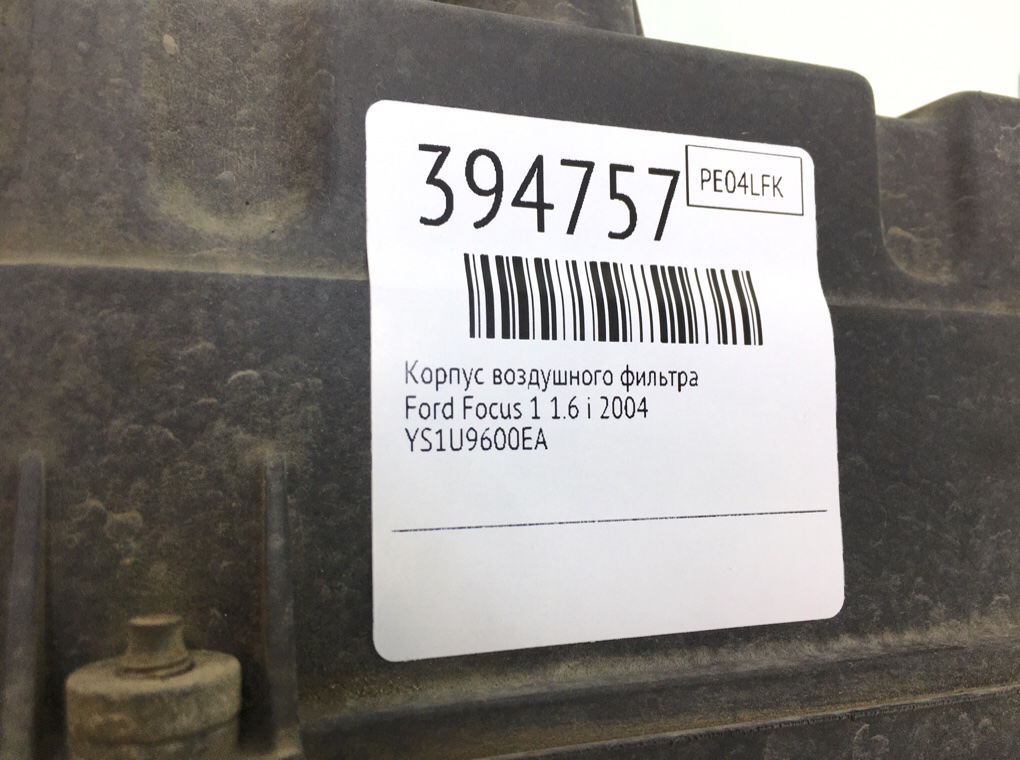 394757
PE04LFK
Корпус воздушного фильтра
Ford Focus 1 1.6 i 2004
YS1U9600EA